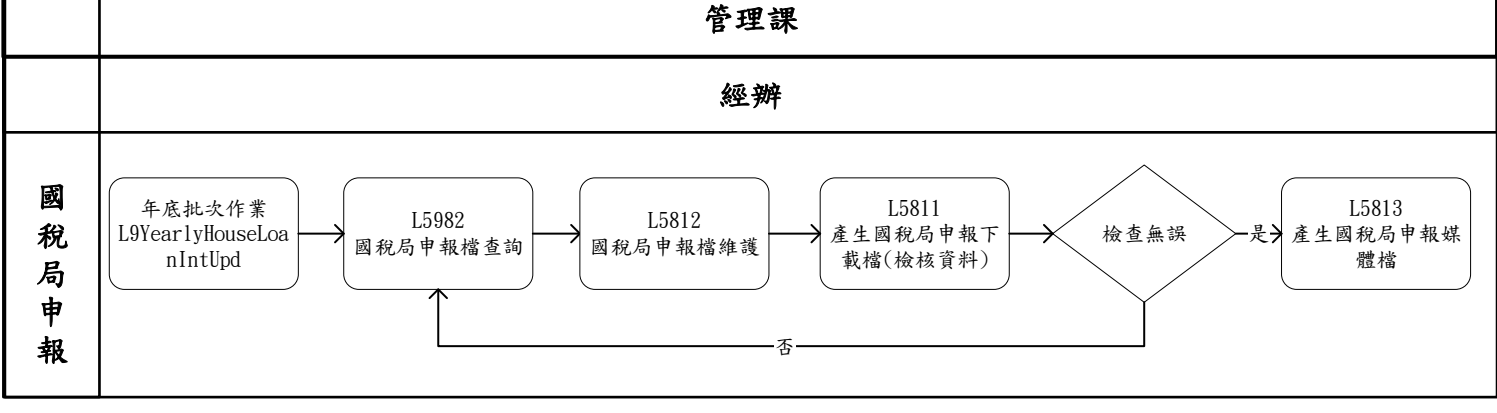 管理課
經辦
國稅局申報
年底批次作業
L9YearlyHouseLoa
nIntUpd
L5982
國稅局申報檔查詢
L5812
國稅局申報檔維護
L5811
產生國稅局申報下
載檔(檢核資料)
檢查無誤
是
L5813
產生國稅局申報媒
體檔
否